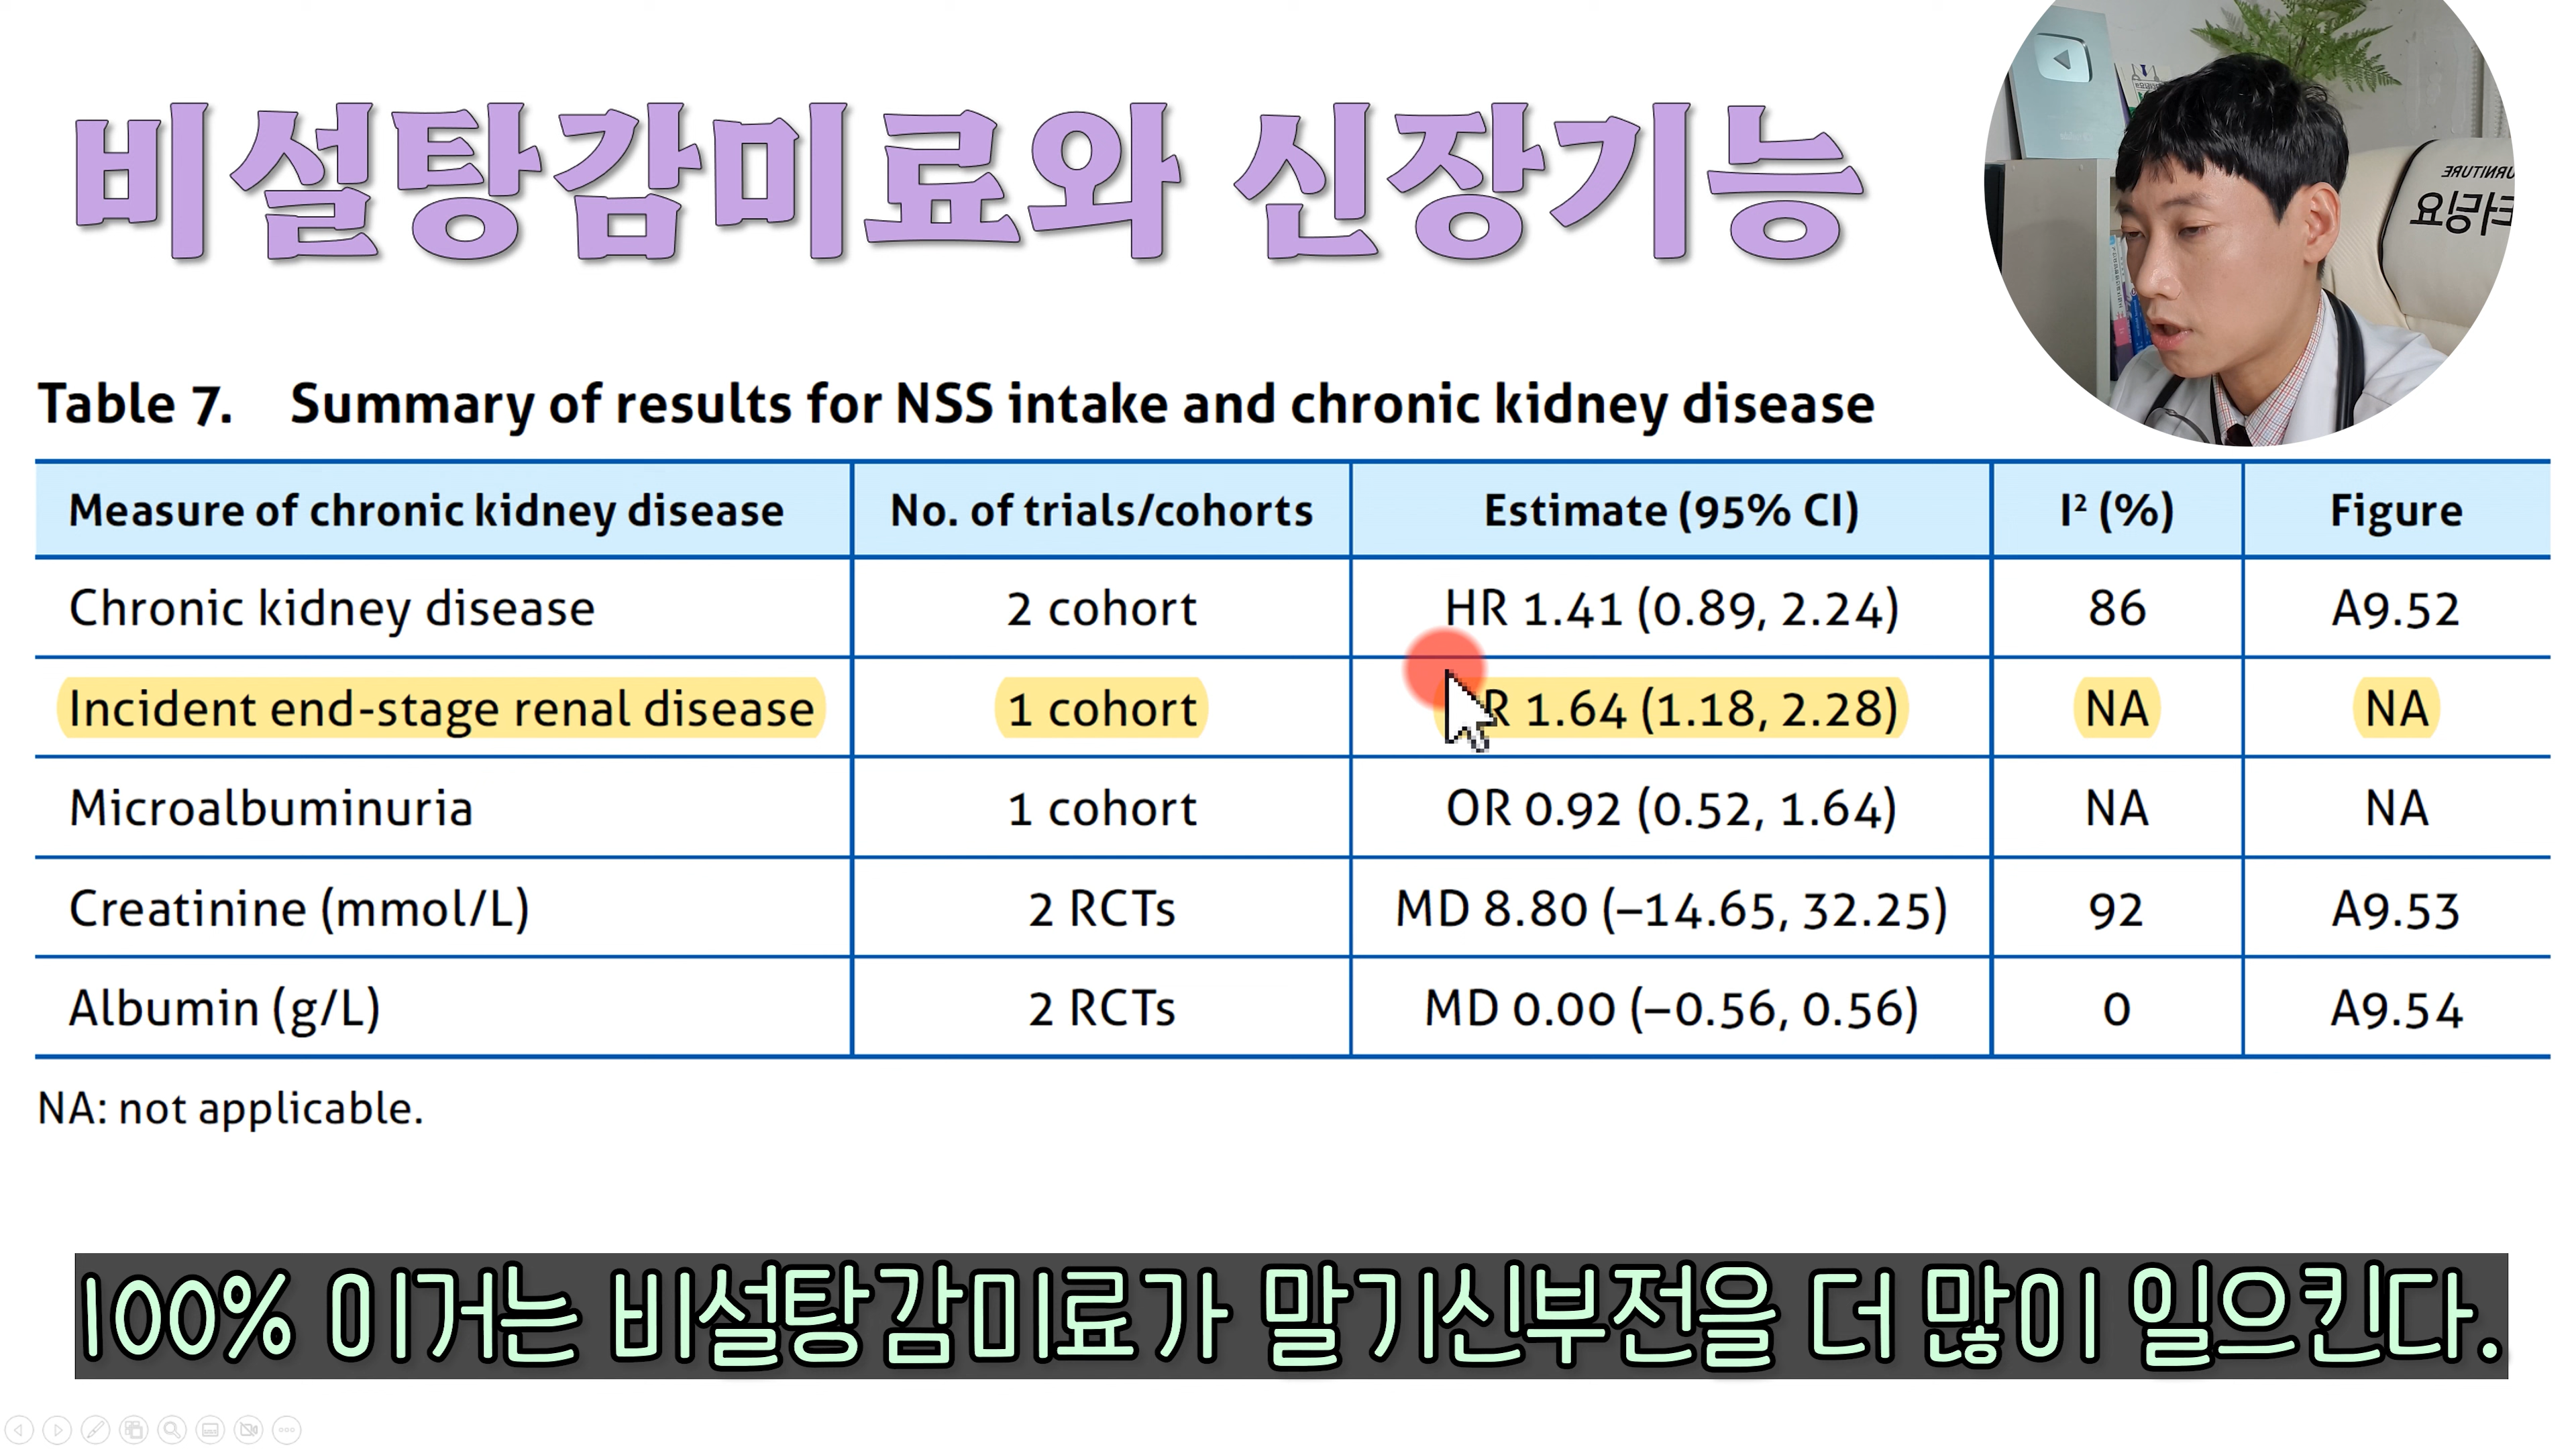 비설탕감미료와 신장기능
Table 7. Summary of results for NSS intake and chronic kidney disease
Measure of chronic kidney disease No. of trials/cohorts Estimate (95% CI) I² (%) Figure
Chronic kidney disease 2 cohort HR 1.41 (0.89, 2.24) 86 A9.52
Incident end-stage renal disease 1 cohort R 1.64 (1.18, 2.28) NA NA
Microalbuminuria 1 cohort OR 0.92 (0.52, 1.64) NA NA
Creatinine (mmol/L) 2 RCTs MD 8.80 (–14.65, 32.25) 92 A9.53
Albumin (g/L) 2 RCTs MD 0.00 (–0.56, 0.56) 0 A9.54
NA: not applicable.
100% 이거는 비설탕감미료가 말기신부전을 더 많이 일으킨다.